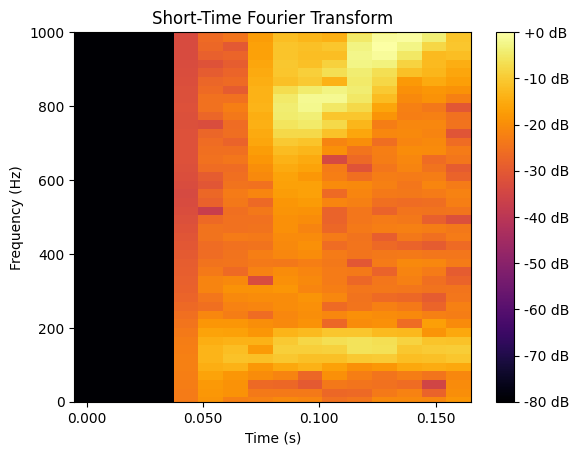 Short-Time Fourier Transform
1000
800
600
400
200
0
Frequency (Hz)
0.000
0.050
0.100
0.150
Time (s)
+0 dB
-10 dB
-20 dB
-30 dB
-40 dB
-50 dB
-60 dB
-70 dB
-80 dB